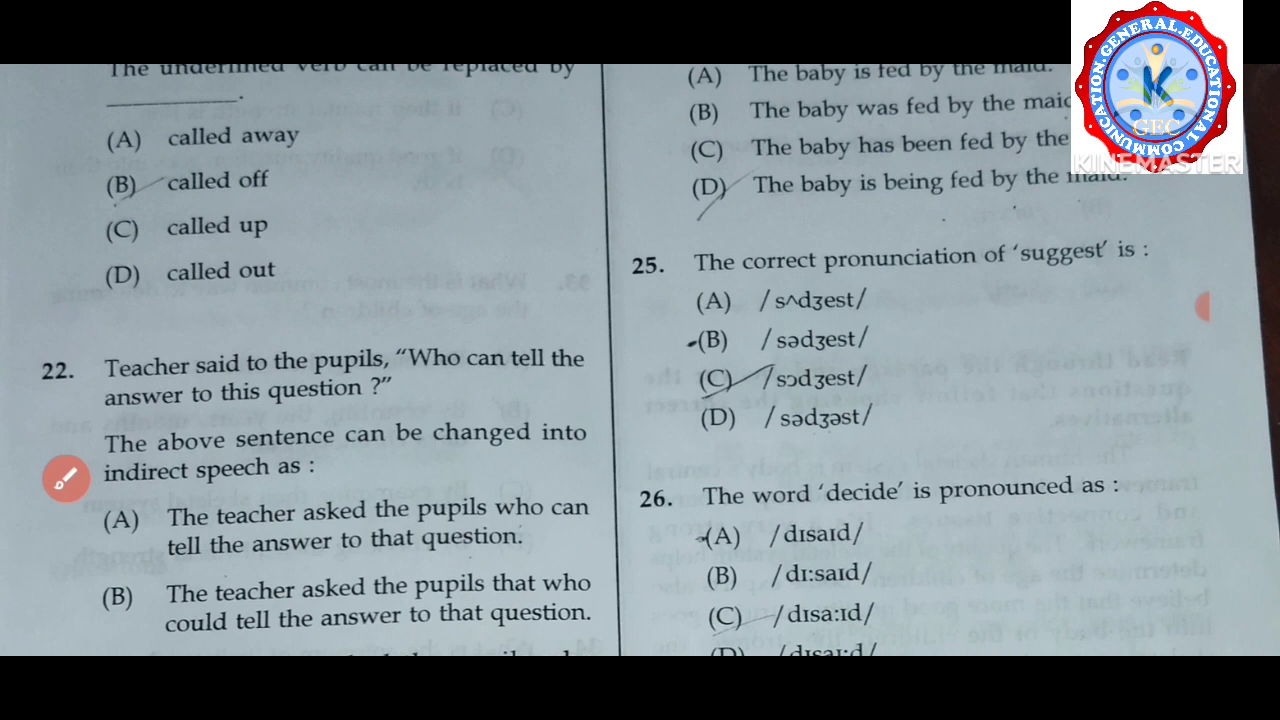 The underlined verb can be replaced by
____________ .
(A) called away
(B) called off
(C) called up
(D) called out
22. Teacher said to the pupils, “Who can tell the
answer to this question ?”
The above sentence can be changed into
indirect speech as :
(A) The teacher asked the pupils who can
tell the answer to that question.
(B) The teacher asked the pupils that who
could tell the answer to that question.
(A) The baby is fed by the maid.
(B) The baby was fed by the
(C) The baby has been fed by the
(D) The baby is being fed by the maid.
25. The correct pronunciation of ‘suggest’ is :
(A) /s^dʒest/
(B) /sədʒest/
(C) /sɔdʒest/
(D) /sədʒəst/
26. The word ‘decide’ is pronounced as :
(A) /dɪsaɪd/
(B) /dɪ:saɪd/
(C) /dɪsa:ɪd/
(D) /dɪsaɪ:d/
COMMUNICATION.GENERAL.EDUCATIONAL
K
GEC
KINEMASTER